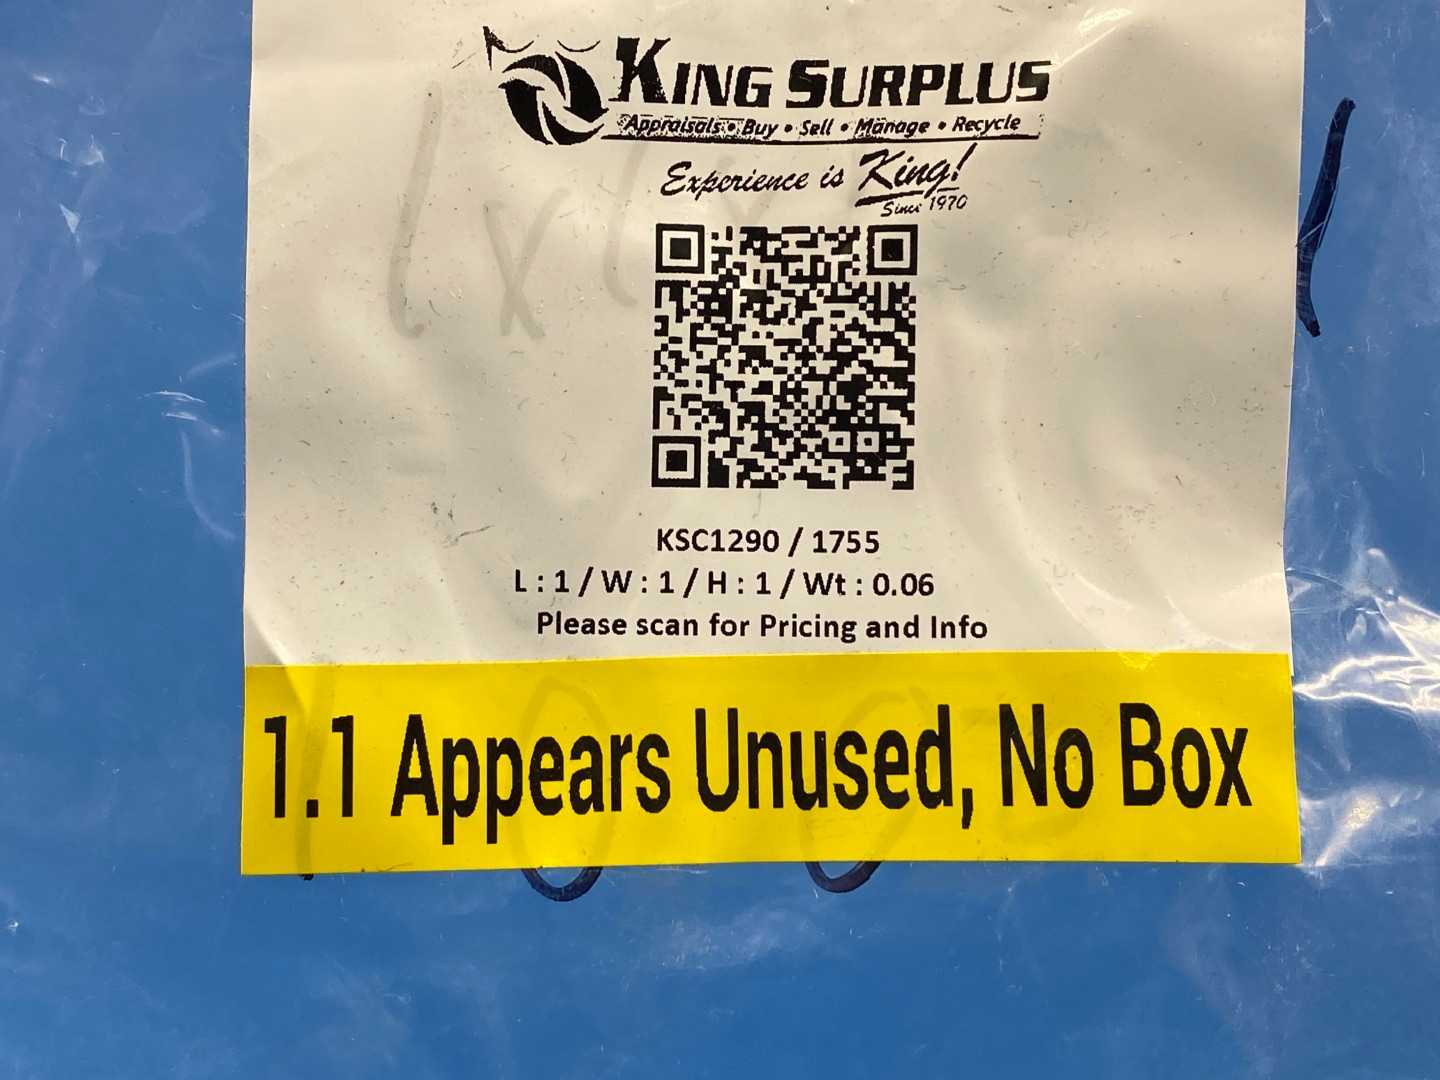 KING SURPLUS
Appraisals • Buy • Sell • Manage • Recycle
Experience is King!
Since 1970
1x1x1
KSC1290 / 1755
L : 1 / W : 1 / H : 1 / Wt : 0.06
Please scan for Pricing and Info
1.1 Appears Unused, No Box